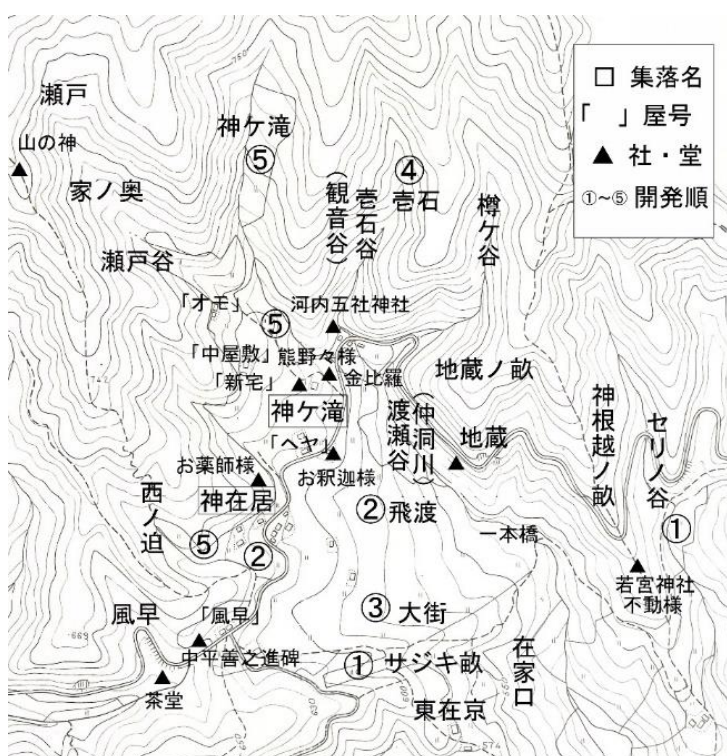 □ 集落名
「 」屋号
▲ 社・堂
①~⑤ 開発順
瀬戸
山の神
家ノ奥
瀬戸谷
神ケ滝
⑤
④
壱石
壱石谷
(観音谷)
樽ケ谷
「オモ」
⑤
河内五社神社
「中屋敷」
熊野々様
「新宅」
金比羅
神ケ滝
「ヘヤ」
お釈迦様
地蔵ノ畝
渡瀬谷
(仲洞川)
地蔵
神根越ノ畝
セリノ谷
①
お薬師様
神在居
西ノ迫
⑤
②
② 飛渡
一本橋
若宮神社
不動様
風早
「風早」
中平善之進碑
茶堂
③ 大街
① サジキ畝
在家口
東在京
574